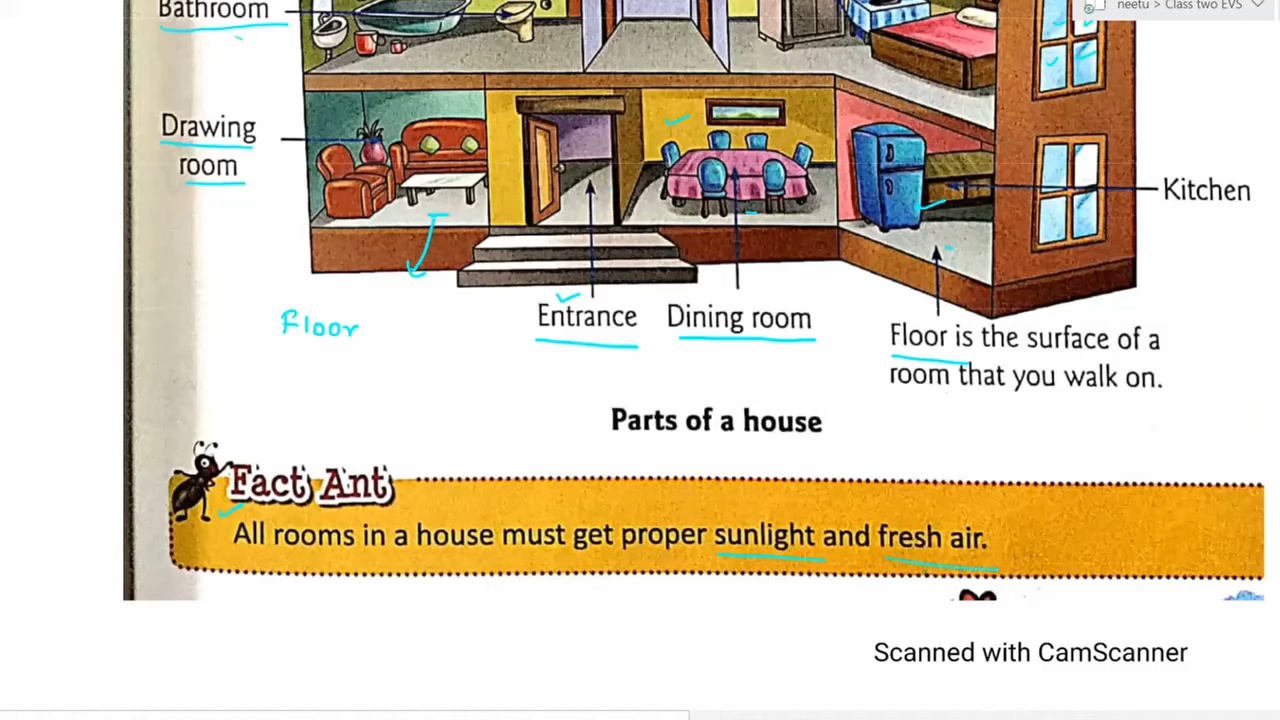 neetu > Class two EVS
Bathroom
Drawing
room
Kitchen
Floor
Entrance
Dining room
Floor is the surface of a
room that you walk on.
Parts of a house
Fact Ant
All rooms in a house must get proper sunlight and fresh air.
Scanned with CamScanner